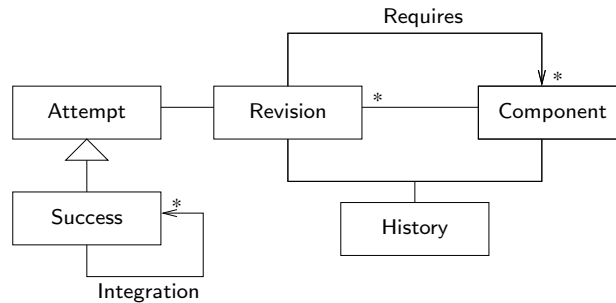 Requires
*
Attempt
Revision
*
Component
Success
*
History
Integration